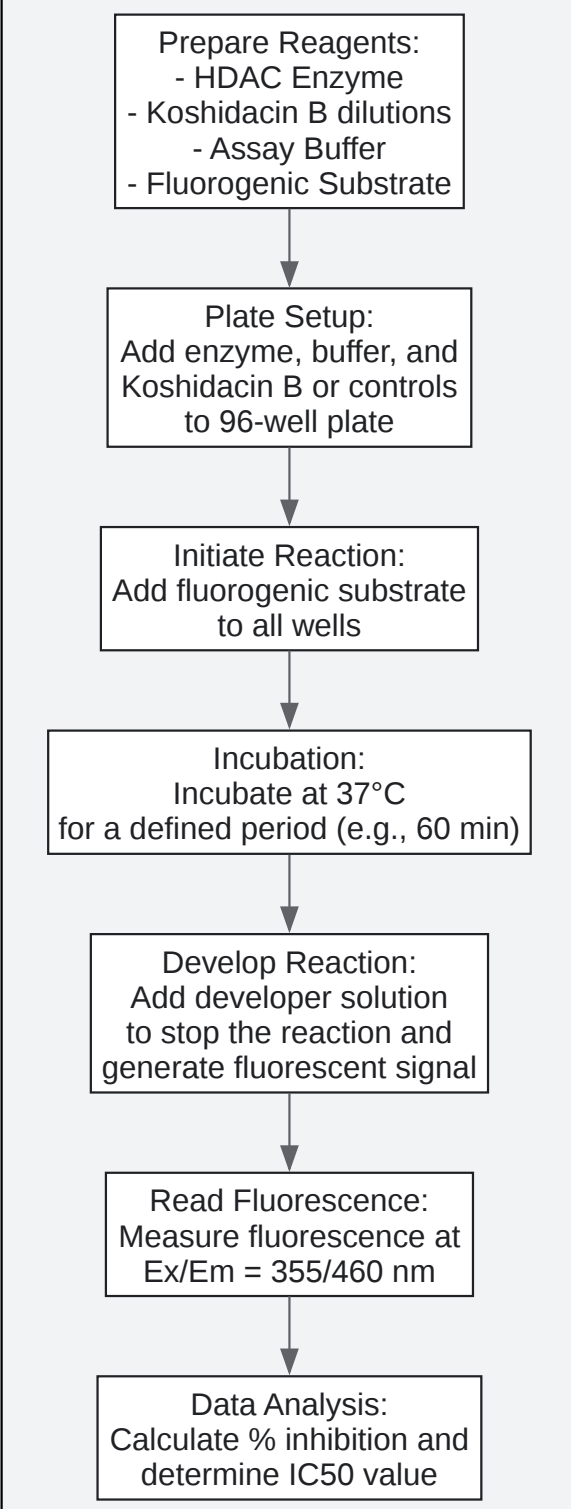 Prepare Reagents:
- HDAC Enzyme
- Koshidacin B dilutions
- Assay Buffer
- Fluorogenic Substrate
Plate Setup:
Add enzyme, buffer, and
Koshidacin B or controls
to 96-well plate
Initiate Reaction:
Add fluorogenic substrate
to all wells
Incubation:
Incubate at 37°C
for a defined period (e.g., 60 min)
Develop Reaction:
Add developer solution
to stop the reaction and
generate fluorescent signal
Read Fluorescence:
Measure fluorescence at
Ex/Em = 355/460 nm
Data Analysis:
Calculate % inhibition and
determine IC50 value